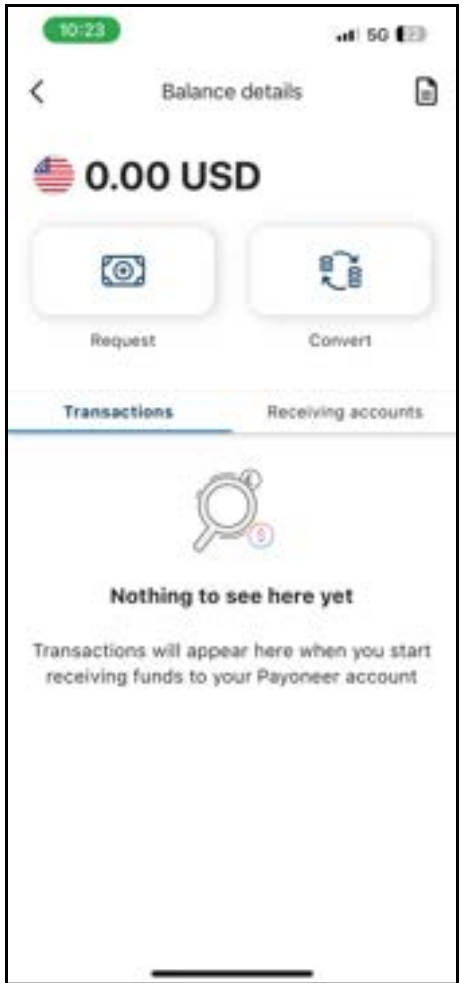 10:23
5G
Balance details
0.00 USD
Request
Convert
Transactions
Receiving accounts
Nothing to see here yet
Transactions will appear here when you start
receiving funds to your Payoneer account